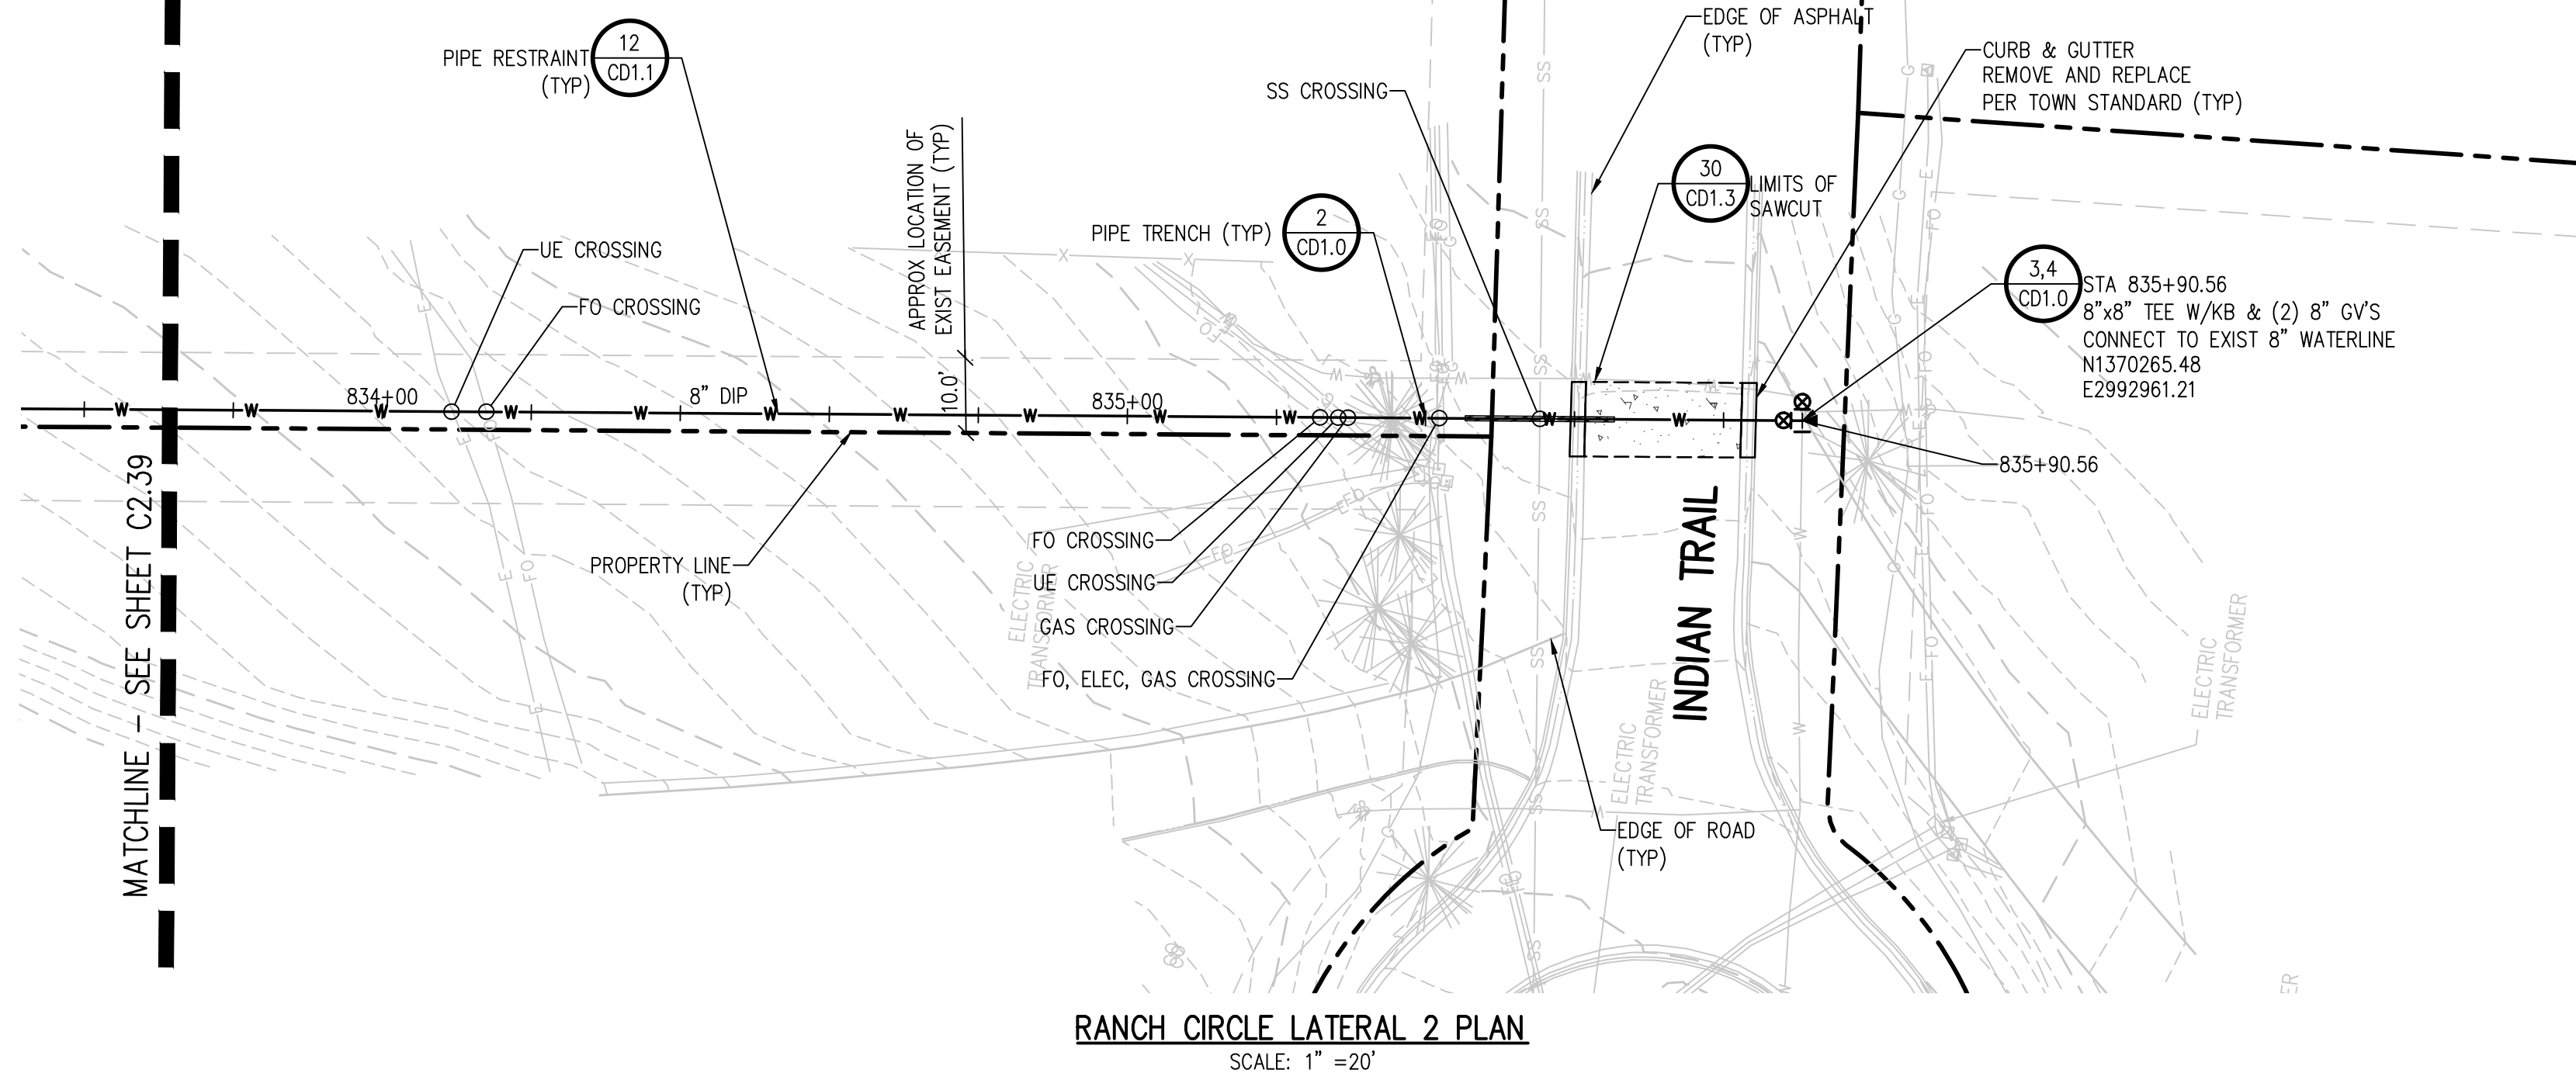 EDGE OF ASPHALT
(TYP)
12
CD1.1
PIPE RESTRAINT
(TYP)
CURB & GUTTER
REMOVE AND REPLACE
PER TOWN STANDARD (TYP)
SS CROSSING
SS
G
E
FO
APPROX LOCATION OF
EXIST EASEMENT (TYP)
30
CD1.3
LIMITS OF
SAWCUT
2
CD1.0
PIPE TRENCH (TYP)
UE CROSSING
FO CROSSING
X
X
3,4
CD1.0
STA 835+90.56
8"x8" TEE W/KB & (2) 8" GV'S
CONNECT TO EXIST 8" WATERLINE
N1370265.48
E2992961.21
834+00
8" DIP
10.0'
835+00
W W W W W W W W W W W W W
835+90.56
MATCHLINE - SEE SHEET C2.39
PROPERTY LINE
(TYP)
FO CROSSING
UE CROSSING
GAS CROSSING
FO, ELEC, GAS CROSSING
ELECTRIC
TRANSFORMER
INDIAN TRAIL
ELECTRIC
TRANSFORMER
ELECTRIC
TRANSFORMER
EDGE OF ROAD
(TYP)
RANCH CIRCLE LATERAL 2 PLAN
SCALE: 1" =20'